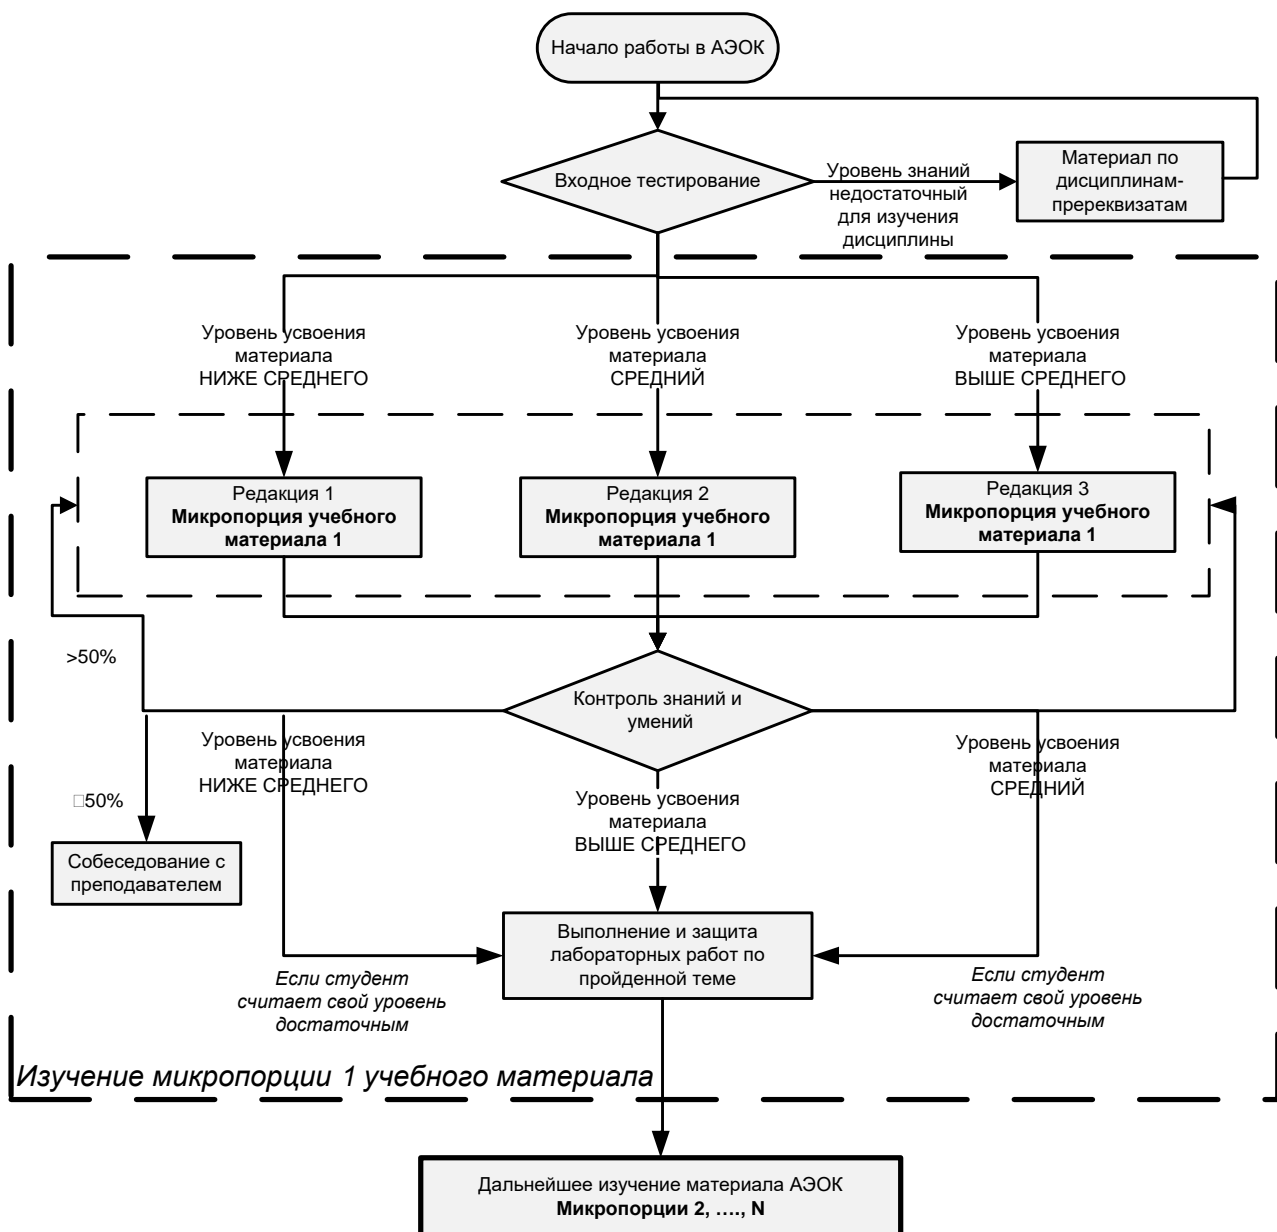 Начало работы в АЭОК
Входное тестирование
Уровень знаний
недостаточный
для изучения
дисциплины
Материал по
дисциплинам-
пререквизатам
Уровень усвоения
материала
НИЖЕ СРЕДНЕГО
Уровень усвоения
материала
СРЕДНИЙ
Уровень усвоения
материала
ВЫШЕ СРЕДНЕГО
Редакция 1
Микропорция учебного
материала 1
Редакция 2
Микропорция учебного
материала 1
Редакция 3
Микропорция учебного
материала 1
>50%
Контроль знаний и
умений
Уровень усвоения
материала
НИЖЕ СРЕДНЕГО
Уровень усвоения
материала
СРЕДНИЙ
□50%
Уровень усвоения
материала
ВЫШЕ СРЕДНЕГО
Собеседование с
преподавателем
Выполнение и защита
лабораторных работ по
пройденной теме
Если студент
считает свой уровень
достаточным
Если студент
считает свой уровень
достаточным
Изучение микропорции 1 учебного материала
Дальнейшее изучение материала АЭОК
Микропорции 2, …., N